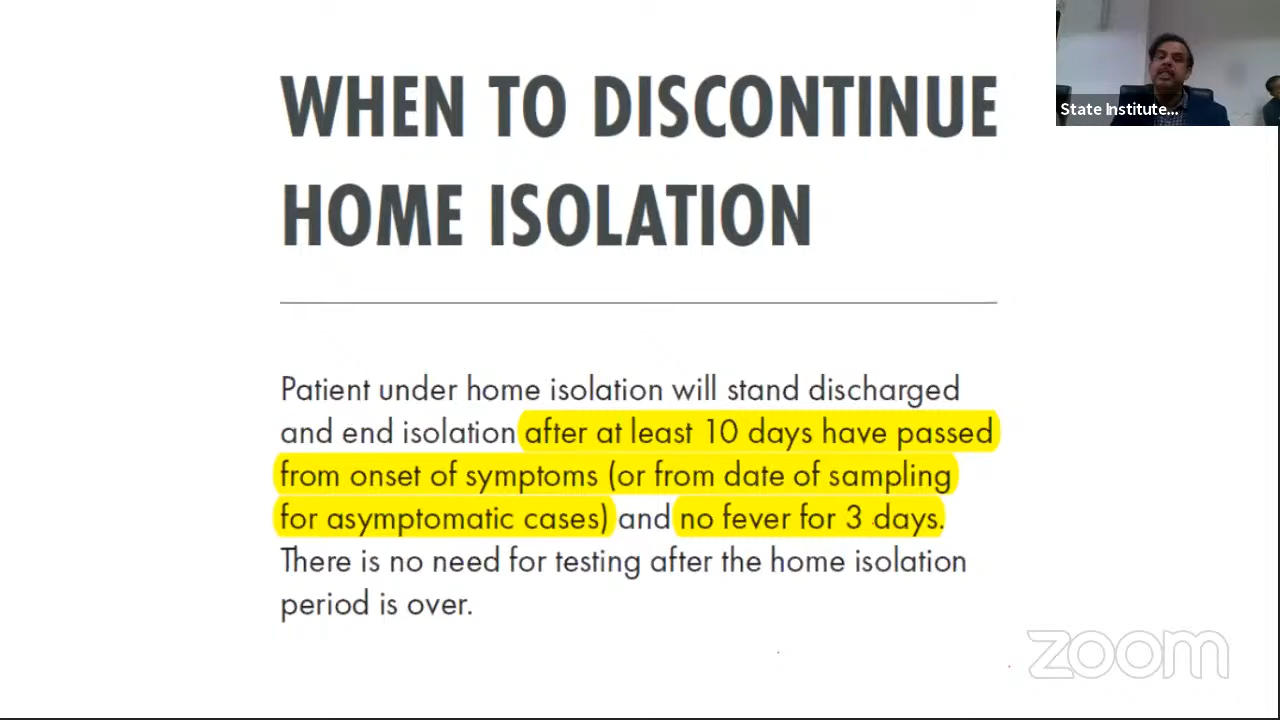 WHEN TO DISCONTINUE
HOME ISOLATION
State Institute...
Patient under home isolation will stand discharged
and end isolation after at least 10 days have passed
from onset of symptoms (or from date of sampling
for asymptomatic cases) and no fever for 3 days.
There is no need for testing after the home isolation
period is over.
zoom